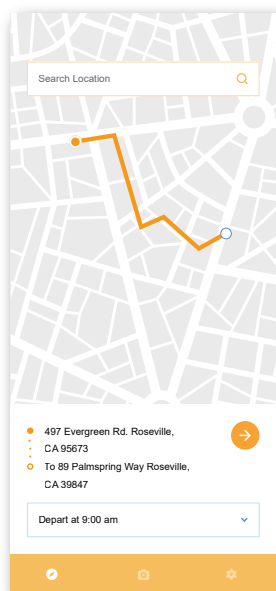 Search Location
497 Evergreen Rd. Roseville,
CA 95673
To 89 Palmspring Way Roseville,
CA 39847
Depart at 9:00 am